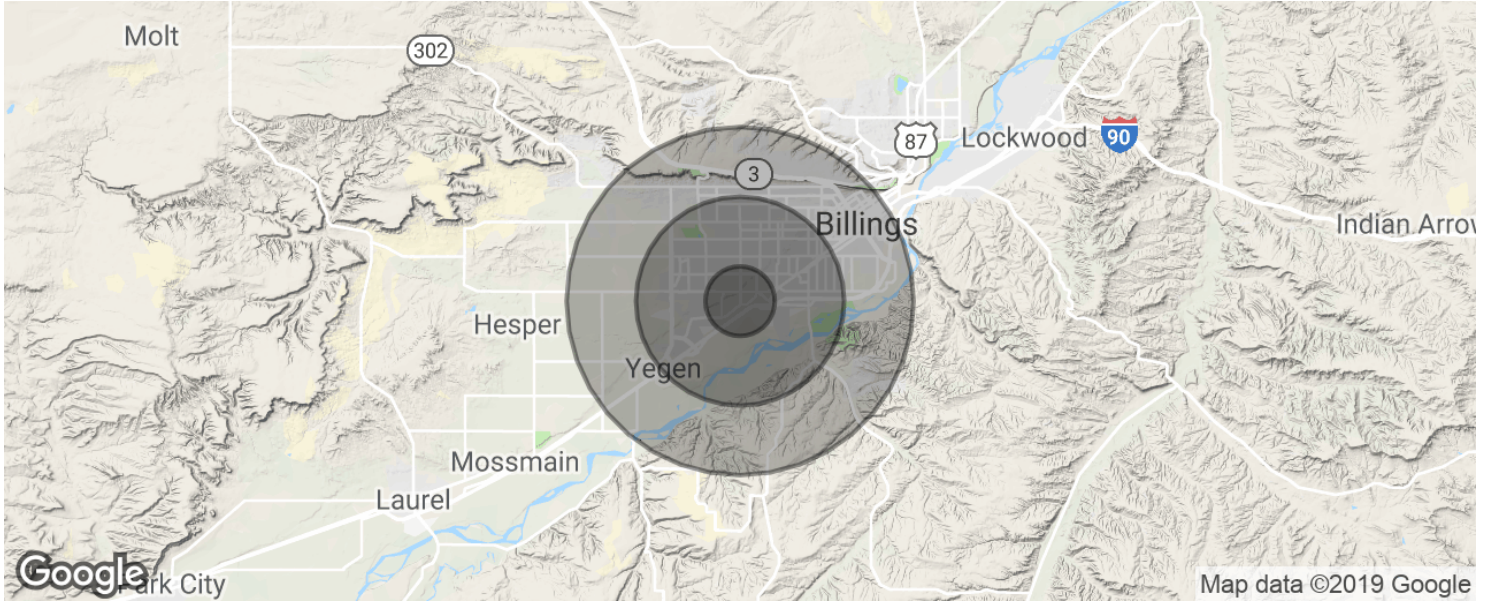 Molt
302
87
Lockwood
90
3
Billings
Indian Arrow
Hesper
Yegen
Mossmain
Laurel
Google
Park City
Map data ©2019 Google